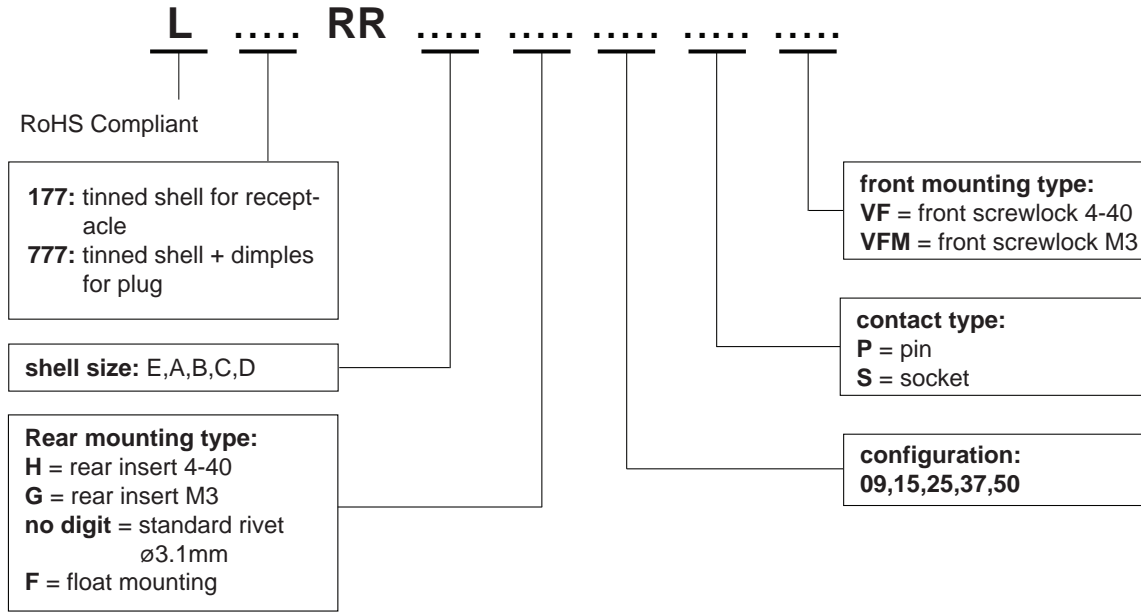 L ..... RR ..... ..... ..... ..... .....
RoHS Compliant
177: tinned shell for recept-
acle
777: tinned shell + dimples
for plug
shell size: E,A,B,C,D
Rear mounting type:
H = rear insert 4-40
G = rear insert M3
no digit = standard rivet
ø3.1mm
F = float mounting
front mounting type:
VF = front screwlock 4-40
VFM = front screwlock M3
contact type:
P = pin
S = socket
configuration:
09,15,25,37,50